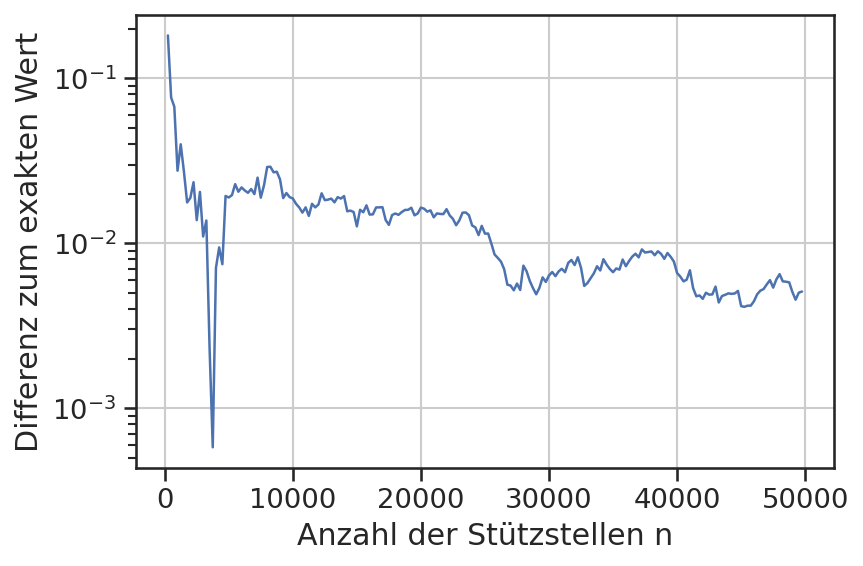 Differenz zum exakten Wert
10⁻¹
10⁻²
10⁻³
0 10000 20000 30000 40000 50000
Anzahl der Stützstellen n